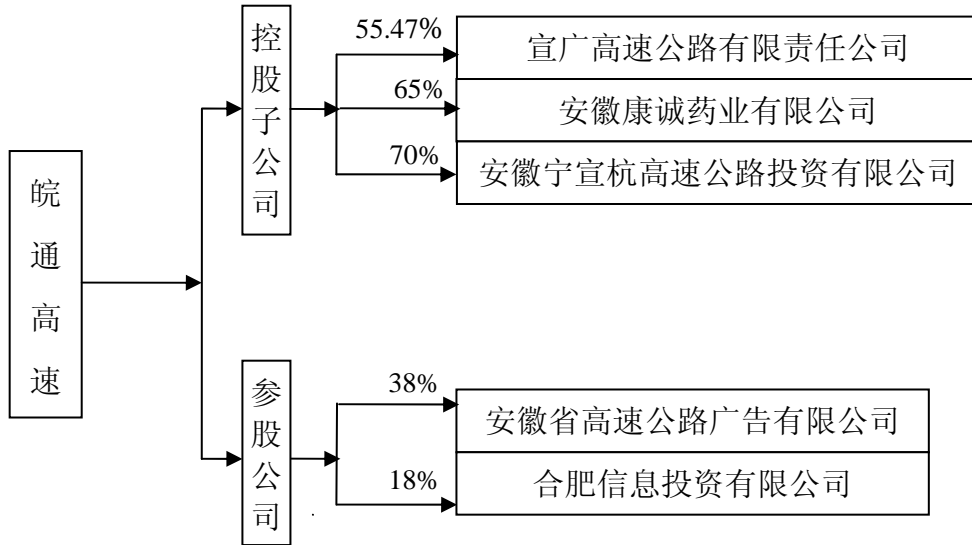 皖通高速
控股子公司
55.47%
宣广高速公路有限责任公司
65%
安徽康诚药业有限公司
70%
安徽宁宣杭高速公路投资有限公司
参股公司
38%
安徽省高速公路广告有限公司
18%
合肥信息投资有限公司